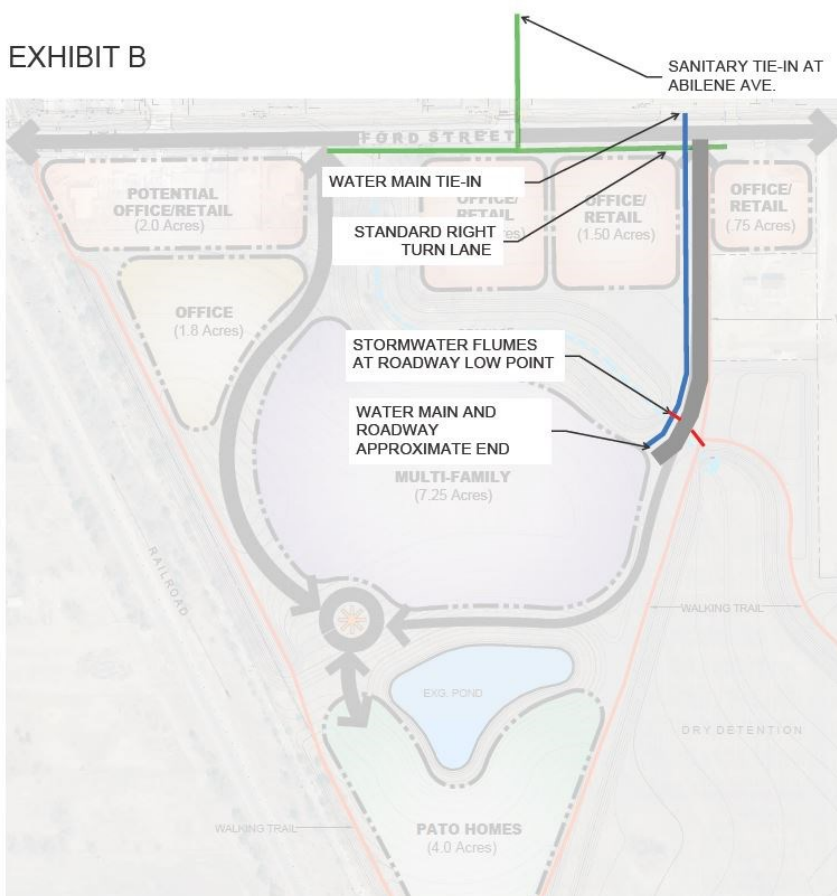 EXHIBIT B
SANITARY TIE-IN AT
ABILENE AVE.
FORD STREET
WATER MAIN TIE-IN
POTENTIAL
OFFICE/RETAIL
(2.0 Acres)
OFFICE/
RETAIL
OFFICE/
RETAIL
(1.50 Acres)
OFFICE/
RETAIL
(.75 Acres)
STANDARD RIGHT
TURN LANE
OFFICE
(1.8 Acres)
STORMWATER FLUMES
AT ROADWAY LOW POINT
WATER MAIN AND
ROADWAY
APPROXIMATE END
MULTI-FAMILY
(7.25 Acres)
RAILROAD
WALKING TRAIL
EXG. POND
DRY DETENTION
WALKING TRAIL
PATO HOMES
(4.0 Acres)